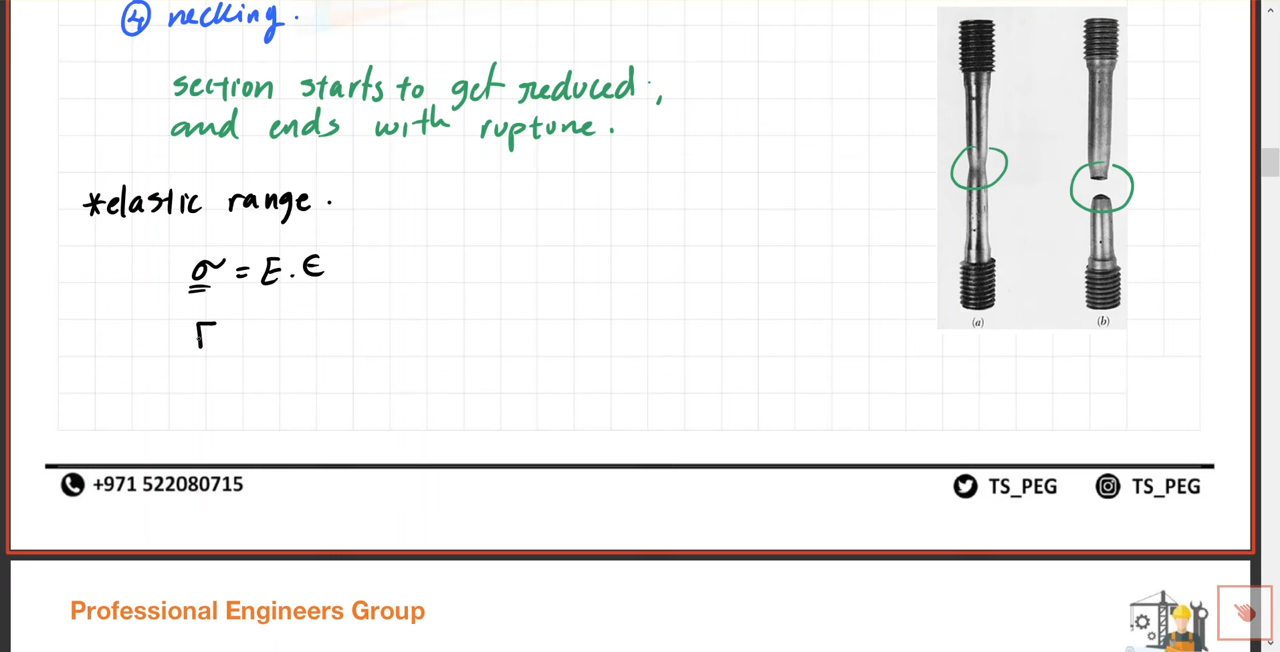 ④ necking.
section starts to get reduced,
and ends with rupture.
*elastic range.
σ = E . ϵ
Γ
(a) (b)
+971 522080715 TS_PEG TS_PEG
Professional Engineers Group